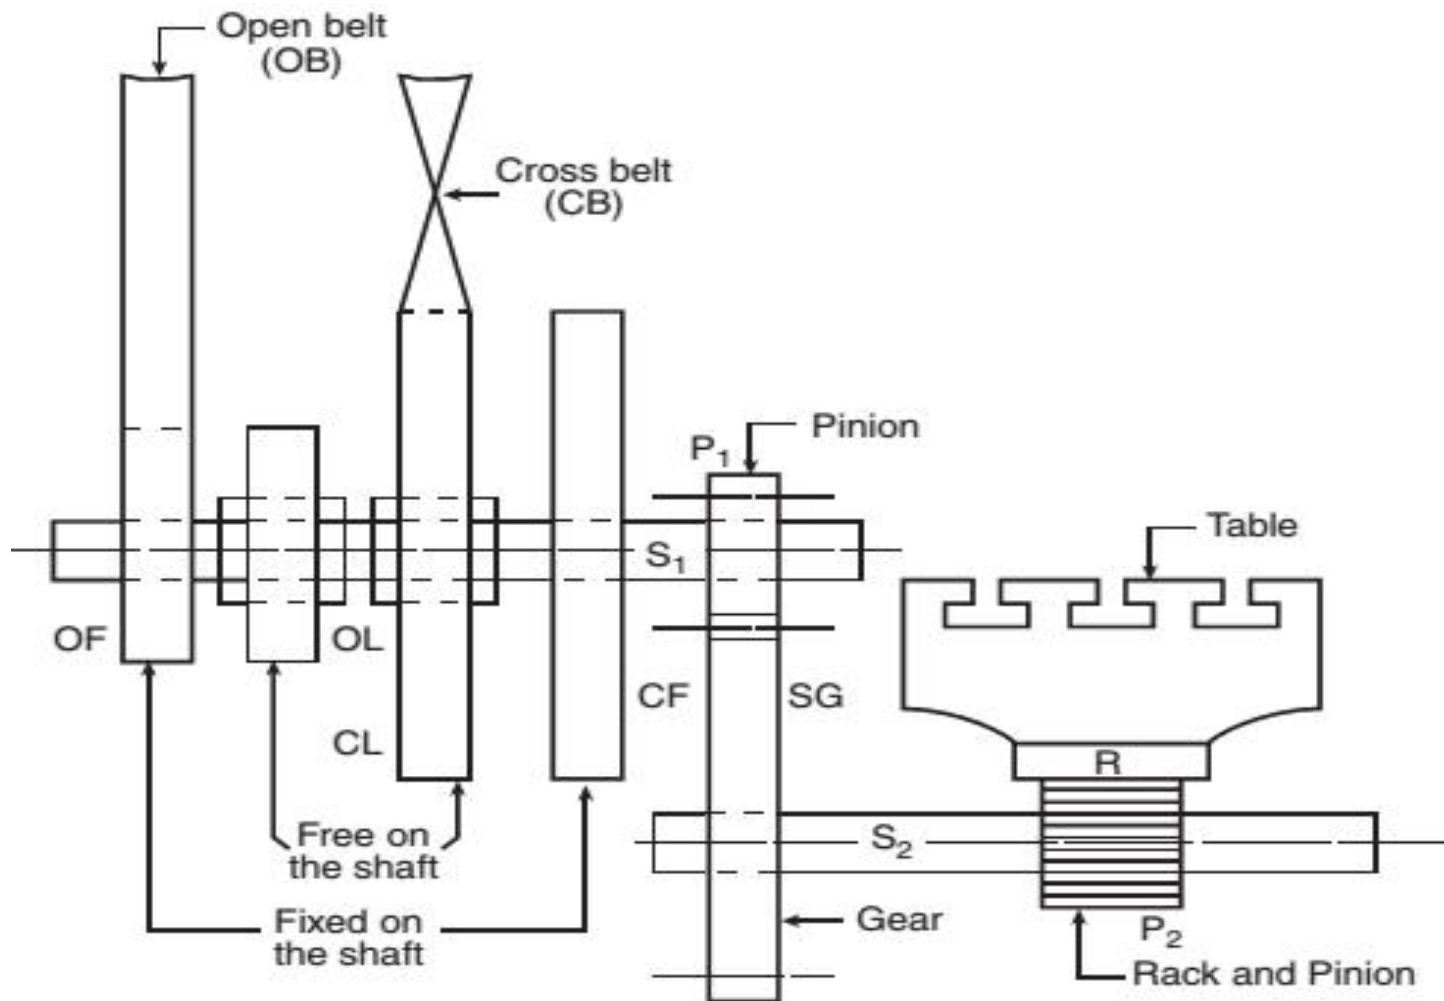 Open belt
(OB)
Cross belt
(CB)
Pinion
P₁
Table
S₁
OF
OL
CF
SG
CL
R
Free on
the shaft
S₂
Fixed on
the shaft
Gear
P₂
Rack and Pinion